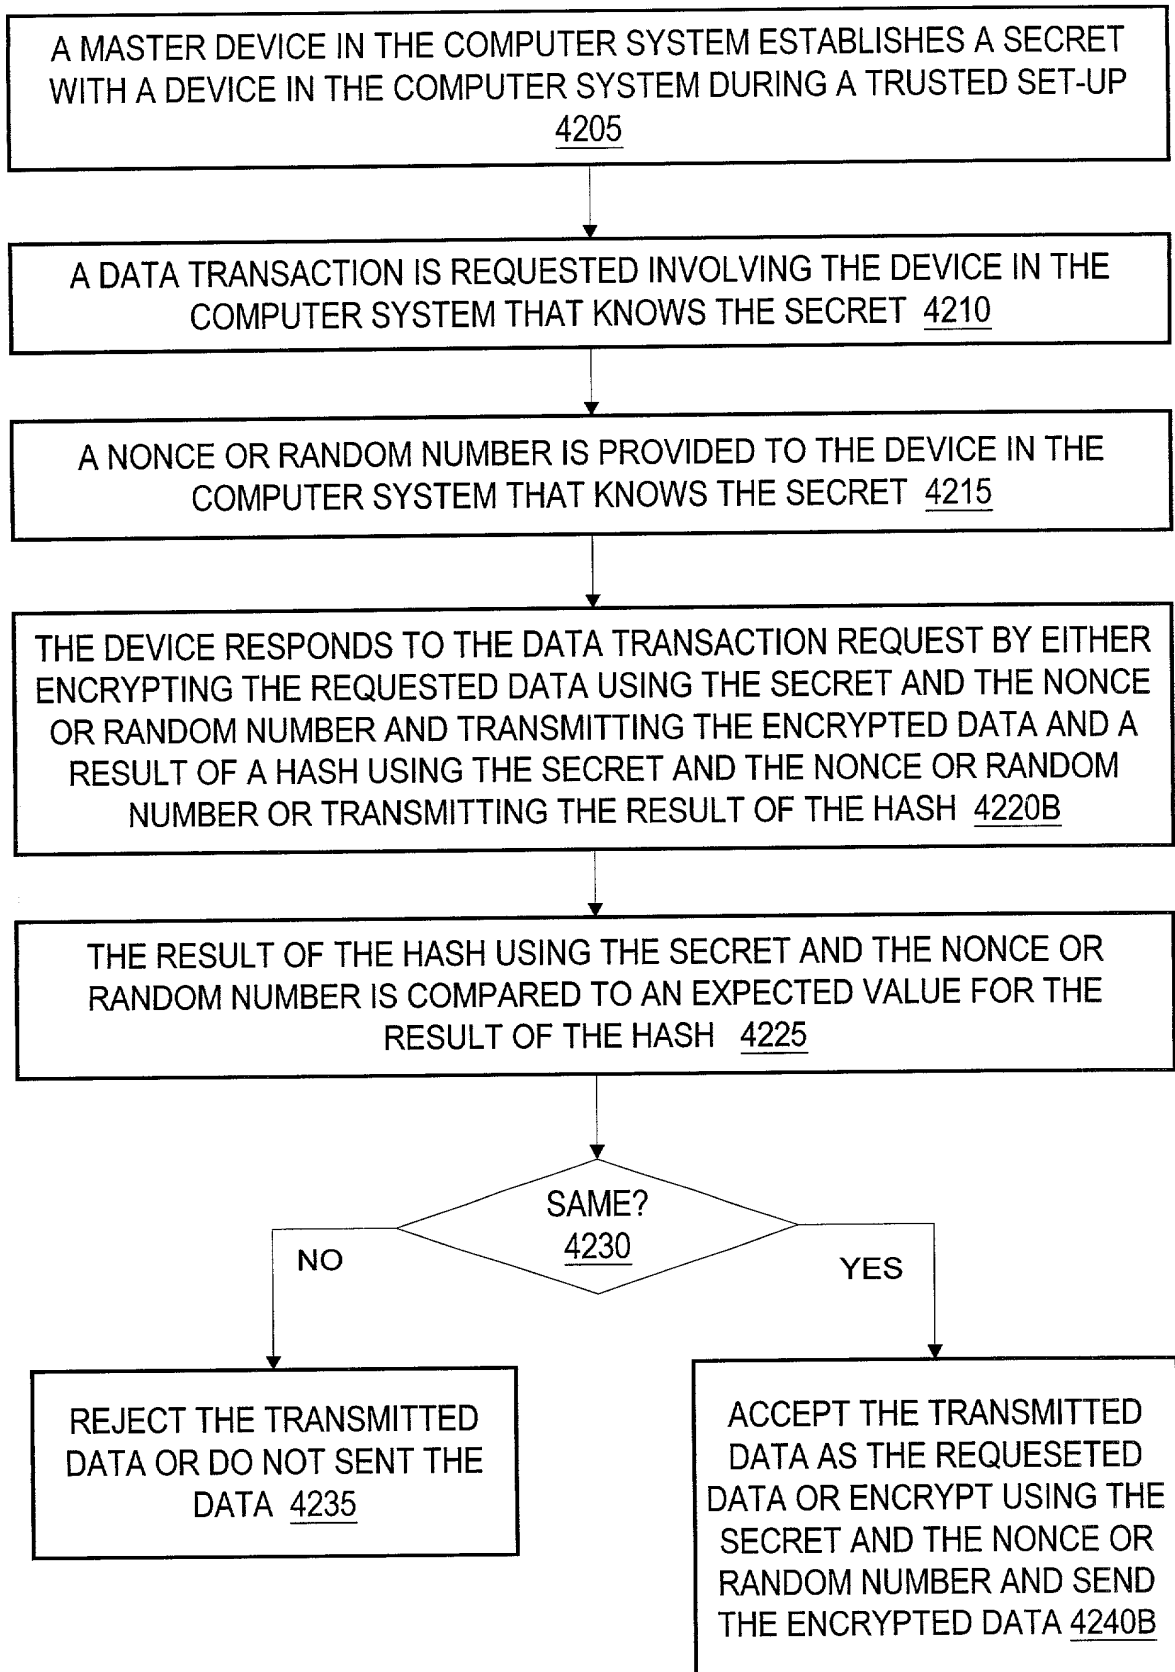 A MASTER DEVICE IN THE COMPUTER SYSTEM ESTABLISHES A SECRET
WITH A DEVICE IN THE COMPUTER SYSTEM DURING A TRUSTED SET-UP
4205
A DATA TRANSACTION IS REQUESTED INVOLVING THE DEVICE IN THE
COMPUTER SYSTEM THAT KNOWS THE SECRET 4210
A NONCE OR RANDOM NUMBER IS PROVIDED TO THE DEVICE IN THE
COMPUTER SYSTEM THAT KNOWS THE SECRET 4215
THE DEVICE RESPONDS TO THE DATA TRANSACTION REQUEST BY EITHER
ENCRYPTING THE REQUESTED DATA USING THE SECRET AND THE NONCE
OR RANDOM NUMBER AND TRANSMITTING THE ENCRYPTED DATA AND A
RESULT OF A HASH USING THE SECRET AND THE NONCE OR RANDOM
NUMBER OR TRANSMITTING THE RESULT OF THE HASH 4220B
THE RESULT OF THE HASH USING THE SECRET AND THE NONCE OR
RANDOM NUMBER IS COMPARED TO AN EXPECTED VALUE FOR THE
RESULT OF THE HASH 4225
SAME?
4230
NO
YES
REJECT THE TRANSMITTED
DATA OR DO NOT SENT THE
DATA 4235
ACCEPT THE TRANSMITTED
DATA AS THE REQUESETED
DATA OR ENCRYPT USING THE
SECRET AND THE NONCE OR
RANDOM NUMBER AND SEND
THE ENCRYPTED DATA 4240B